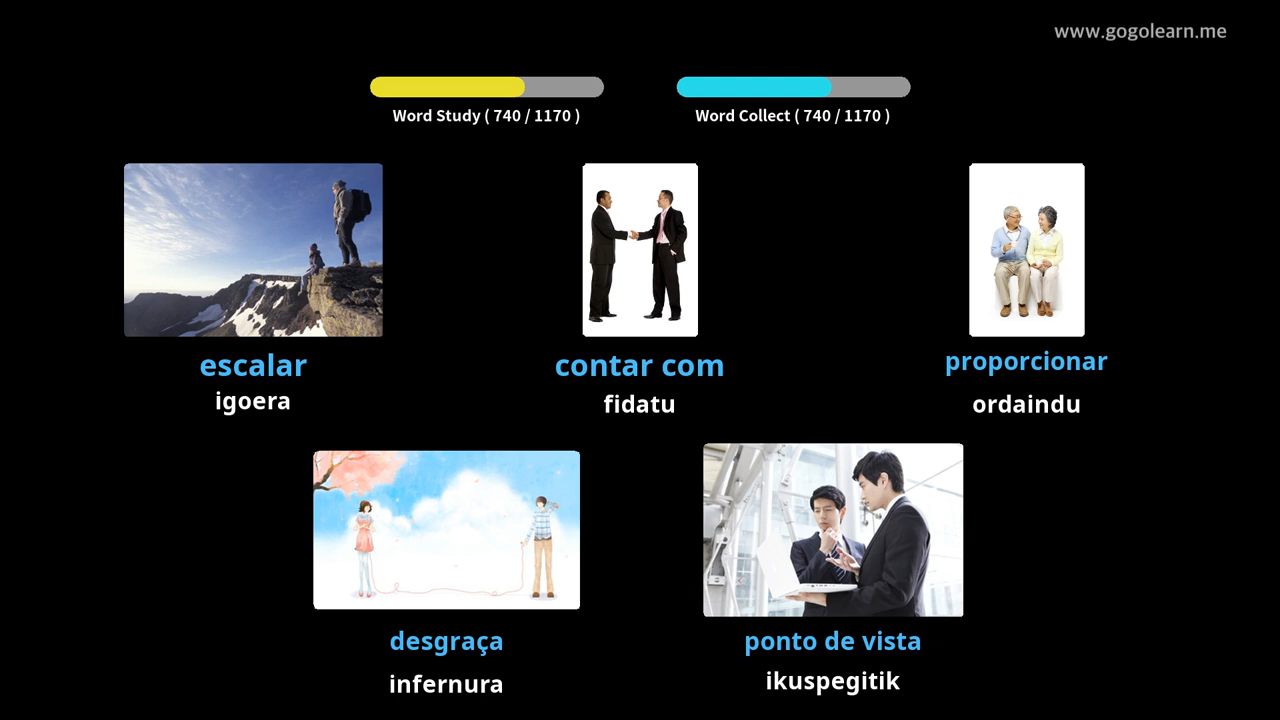 www.gogolearn.me
Word Study ( 740 / 1170 )
Word Collect ( 740 / 1170 )
escalar
igoera
contar com
fidatu
proporcionar
ordaindu
desgraça
infernura
ponto de vista
ikuspegitik